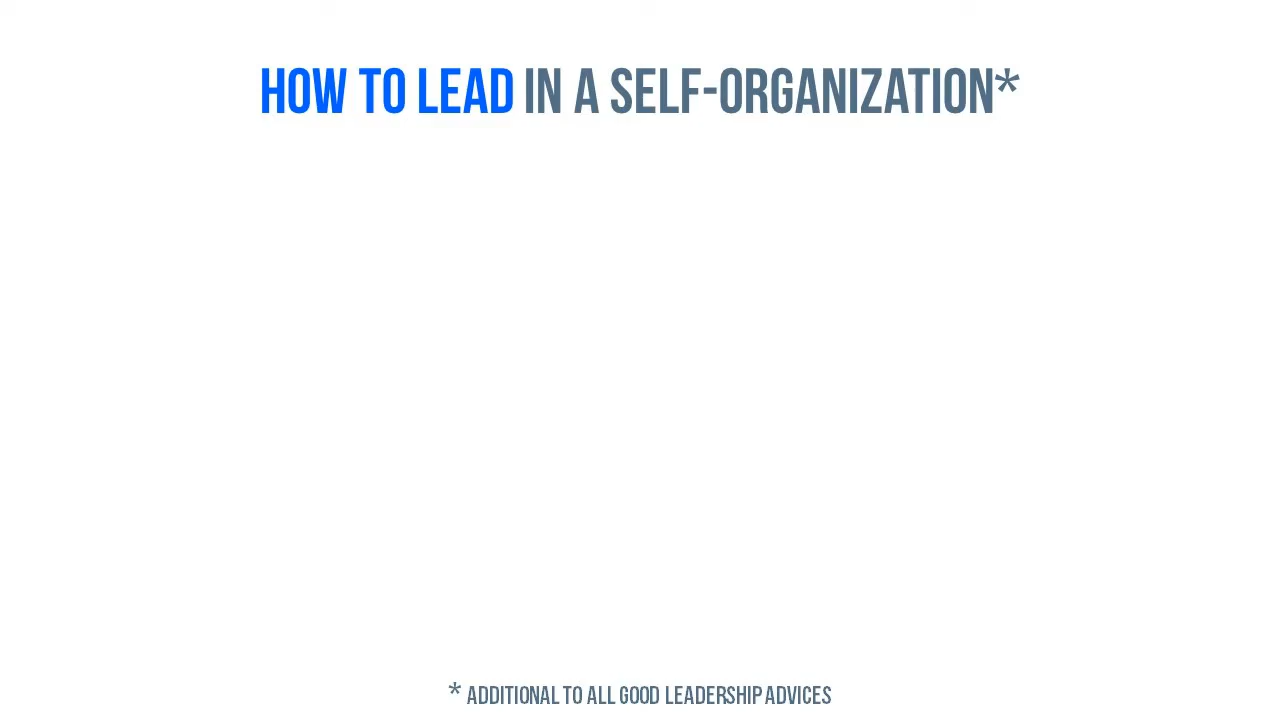 HOW TO LEAD IN A SELF-ORGANIZATION*
* ADDITIONAL TO ALL GOOD LEADERSHIP ADVICES